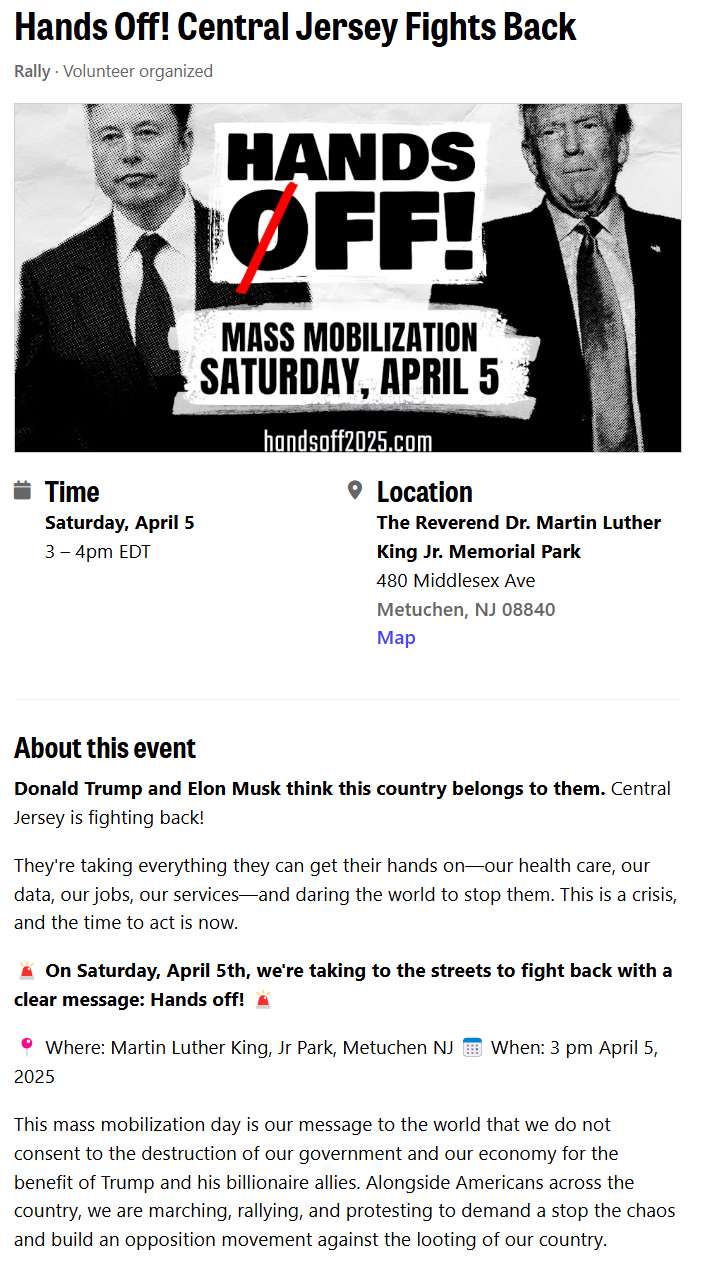 Hands Off! Central Jersey Fights Back
Rally · Volunteer organized
HANDS
OFF!
MASS MOBILIZATION
SATURDAY, APRIL 5
handsoff2025.com
Time
Saturday, April 5
3 – 4pm EDT
Location
The Reverend Dr. Martin Luther
King Jr. Memorial Park
480 Middlesex Ave
Metuchen, NJ 08840
Map
About this event
Donald Trump and Elon Musk think this country belongs to them. Central
Jersey is fighting back!
They're taking everything they can get their hands on—our health care, our
data, our jobs, our services—and daring the world to stop them. This is a crisis,
and the time to act is now.
🚨 On Saturday, April 5th, we're taking to the streets to fight back with a
clear message: Hands off! 🚨
📍 Where: Martin Luther King, Jr Park, Metuchen NJ 🗓️ When: 3 pm April 5,
2025
This mass mobilization day is our message to the world that we do not
consent to the destruction of our government and our economy for the
benefit of Trump and his billionaire allies. Alongside Americans across the
country, we are marching, rallying, and protesting to demand a stop the chaos
and build an opposition movement against the looting of our country.